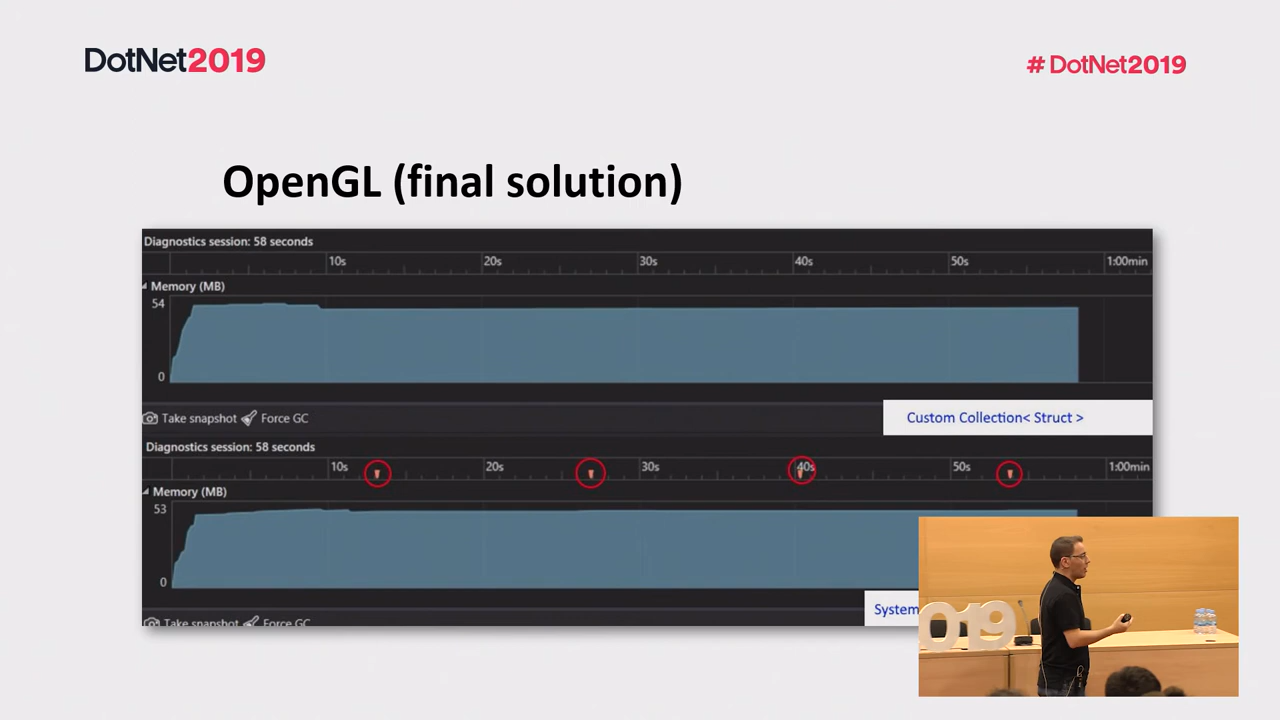 DotNet2019
# DotNet2019
OpenGL (final solution)
Diagnostics session: 58 seconds
10s 20s 30s 40s 50s 1:00min
Memory (MB)
54
0
Take snapshot Force GC
Custom Collection< Struct >
Diagnostics session: 58 seconds
10s 20s 30s 40s 50s 1:00min
Memory (MB)
53
0
System
Take snapshot Force GC
019